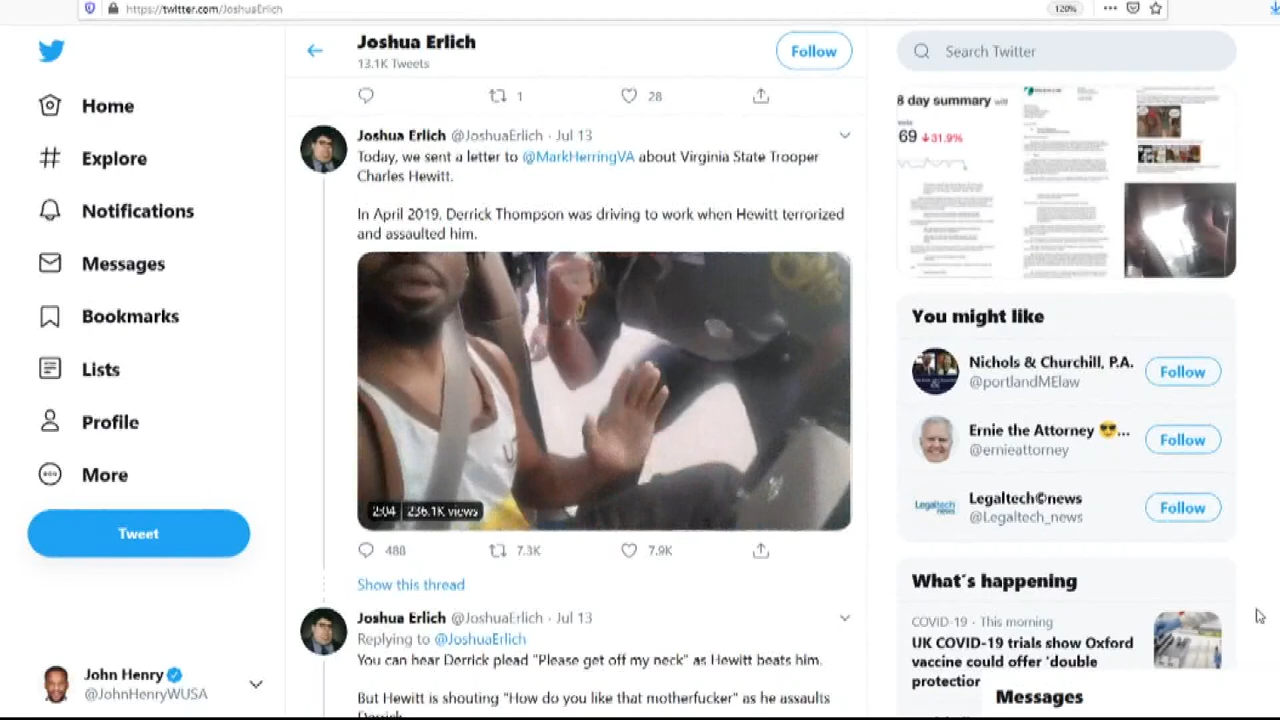 https://twitter.com/JoshuaErlich
120%
Joshua Erlich
13.1K Tweets
Follow
Search Twitter
Home
Explore
Notifications
Messages
Bookmarks
Lists
Profile
More
Tweet
John Henry
@JohnHenryWUSA
1
28
Joshua Erlich @JoshuaErlich · Jul 13
Today, we sent a letter to @MarkHerringVA about Virginia State Trooper
Charles Hewitt.
In April 2019, Derrick Thompson was driving to work when Hewitt terrorized
and assaulted him.
2:04 236.1K views
488
7.3K
7.9K
Show this thread
Joshua Erlich @JoshuaErlich · Jul 13
Replying to @JoshuaErlich
You can hear Derrick plead "Please get off my neck" as Hewitt beats him.
But Hewitt is shouting "How do you like that motherfucker" as he assaults
Derrick
8 day summary
69 31.9%
You might like
Nichols & Churchill, P.A.
@portlandMElaw
Follow
Ernie the Attorney 😎...
@ernieattorney
Follow
Legaltech
news
Legaltech©news
@Legaltech_news
Follow
What's happening
COVID-19 · This morning
UK COVID-19 trials show Oxford
vaccine could offer 'double
protection
Messages